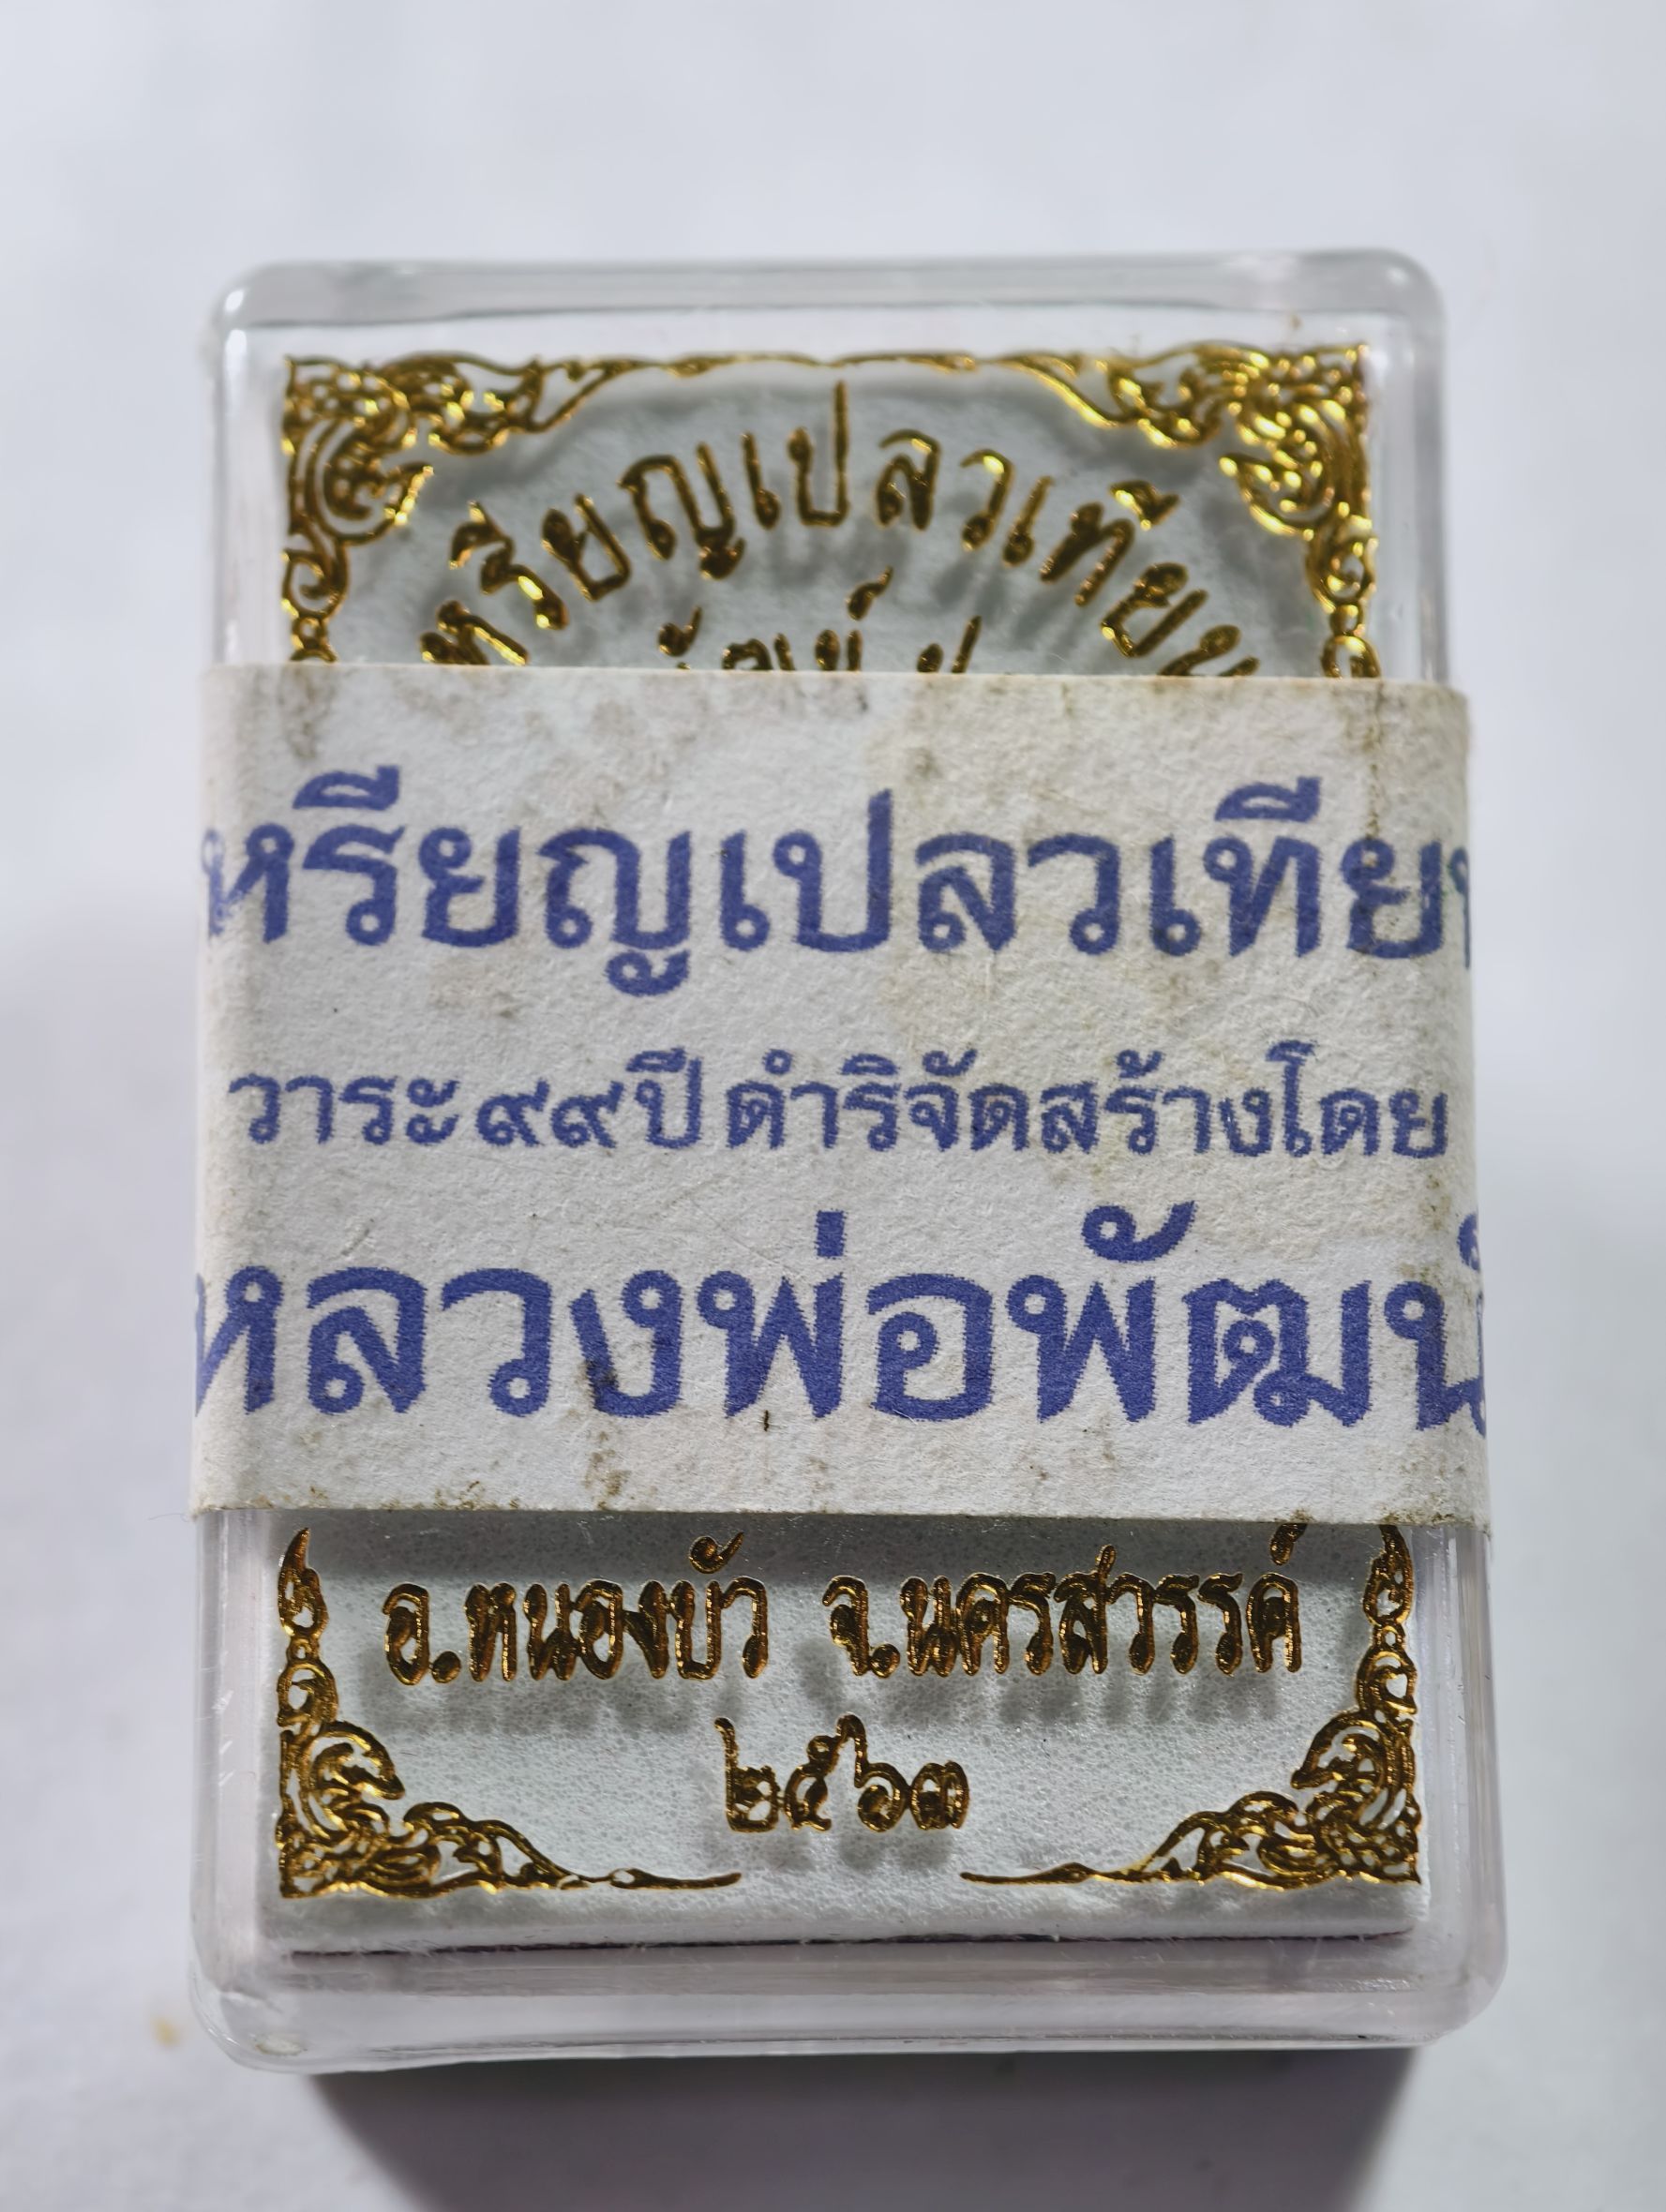 เหรียญเปลวเทียน
เหรียญเปลวเทียน
วาระ๙๙ปี ดำริจัดสร้างโดย
หลวงพ่อพัฒน์
อ.หนองบัว จ.นครสวรรค์
๒๕๖๓